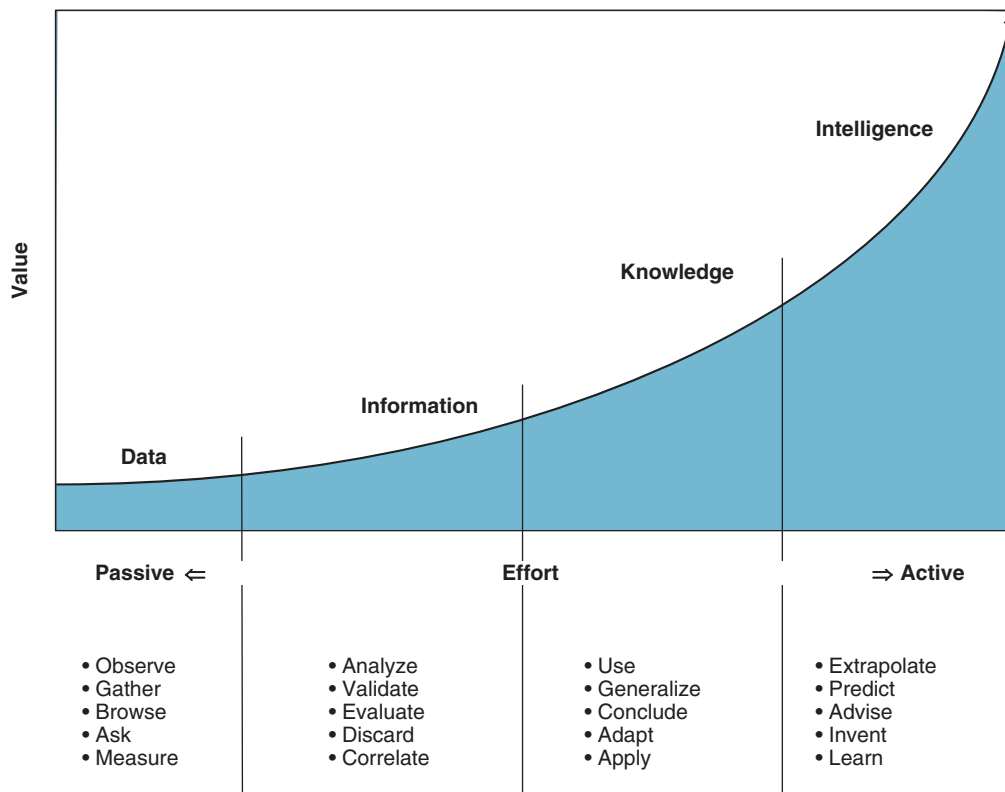 Intelligence
Value
Knowledge
Information
Data
Passive ⇐ Effort ⇒ Active
• Observe
• Gather
• Browse
• Ask
• Measure
• Analyze
• Validate
• Evaluate
• Discard
• Correlate
• Use
• Generalize
• Conclude
• Adapt
• Apply
• Extrapolate
• Predict
• Advise
• Invent
• Learn